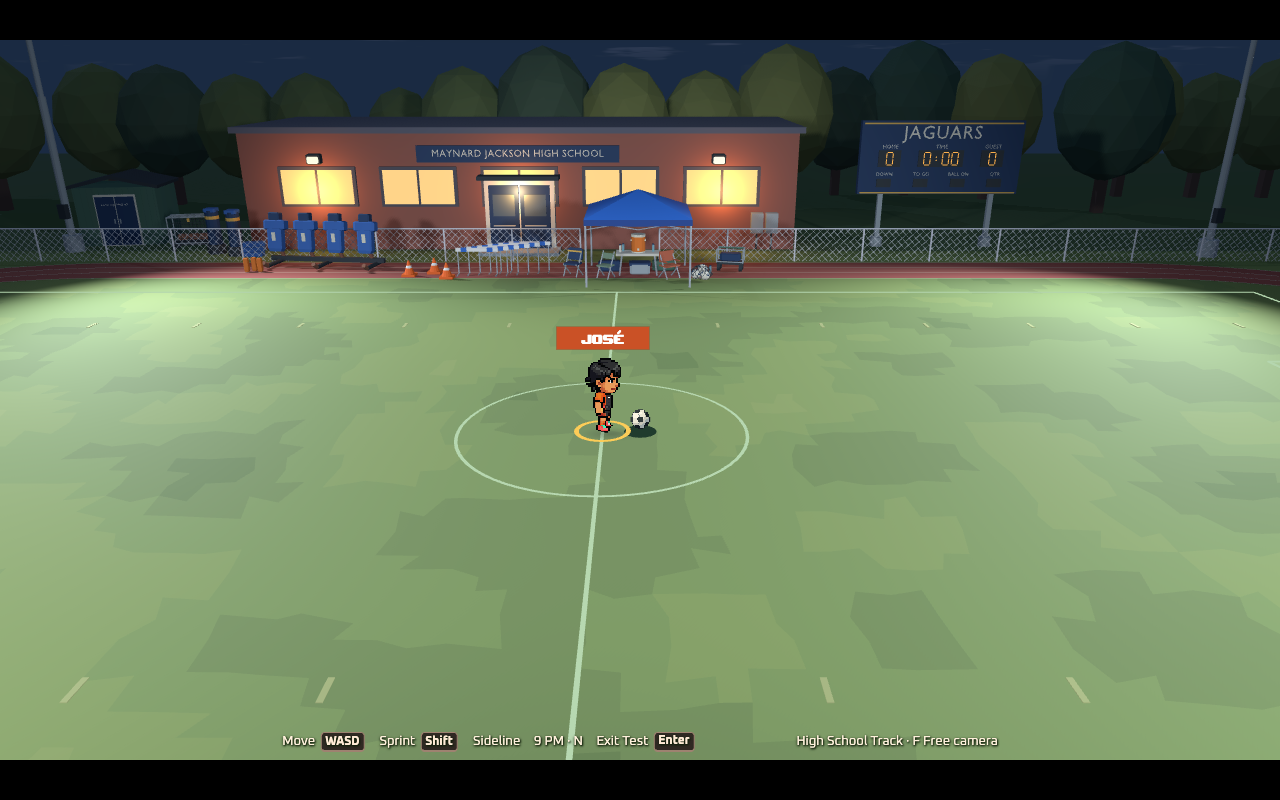 JAGUARS
HOME TIME GUEST
0 0:00 0
DOWN TO GO BALL ON QTR
MAYNARD JACKSON HIGH SCHOOL
JOSÉ
Move WASD Sprint Shift Sideline 9 PM · N Exit Test Enter High School Track · F Free camera